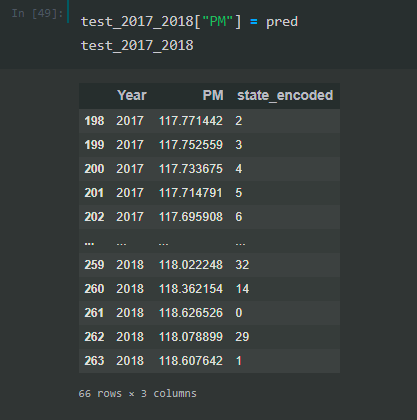 In [49]:
test_2017_2018["PM"] = pred
test_2017_2018
Year PM state_encoded
198 2017 117.771442 2
199 2017 117.752559 3
200 2017 117.733675 4
201 2017 117.714791 5
202 2017 117.695908 6
... ... ... ...
259 2018 118.022248 32
260 2018 118.362154 14
261 2018 118.626526 0
262 2018 118.078899 29
263 2018 118.607642 1
66 rows × 3 columns